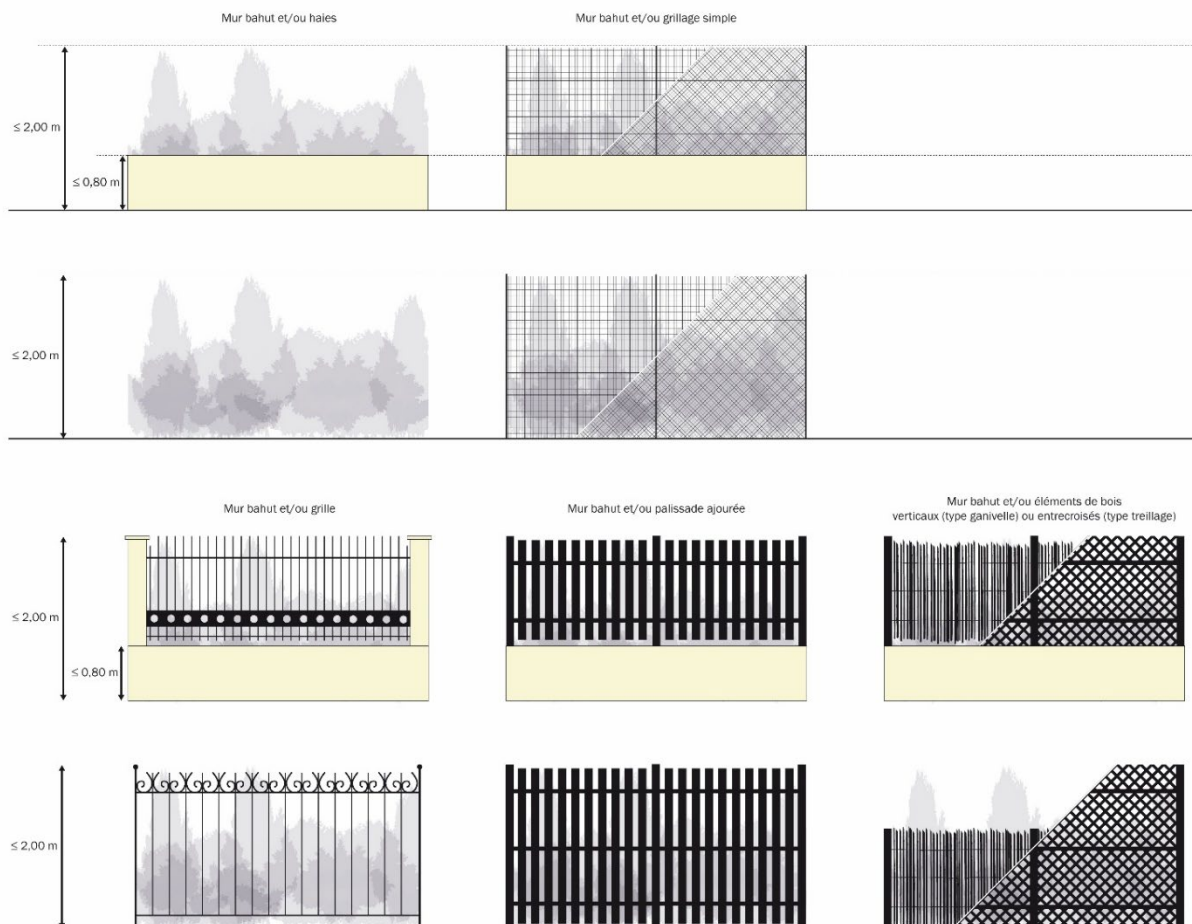 Mur bahut et/ou haies
Mur bahut et/ou grillage simple
≤ 2,00 m
≤ 0,80 m
≤ 2,00 m
Mur bahut et/ou grille
Mur bahut et/ou palissade ajourée
Mur bahut et/ou éléments de bois
verticaux (type ganivelle) ou entrecroisés (type treillage)
≤ 2,00 m
≤ 0,80 m
≤ 2,00 m